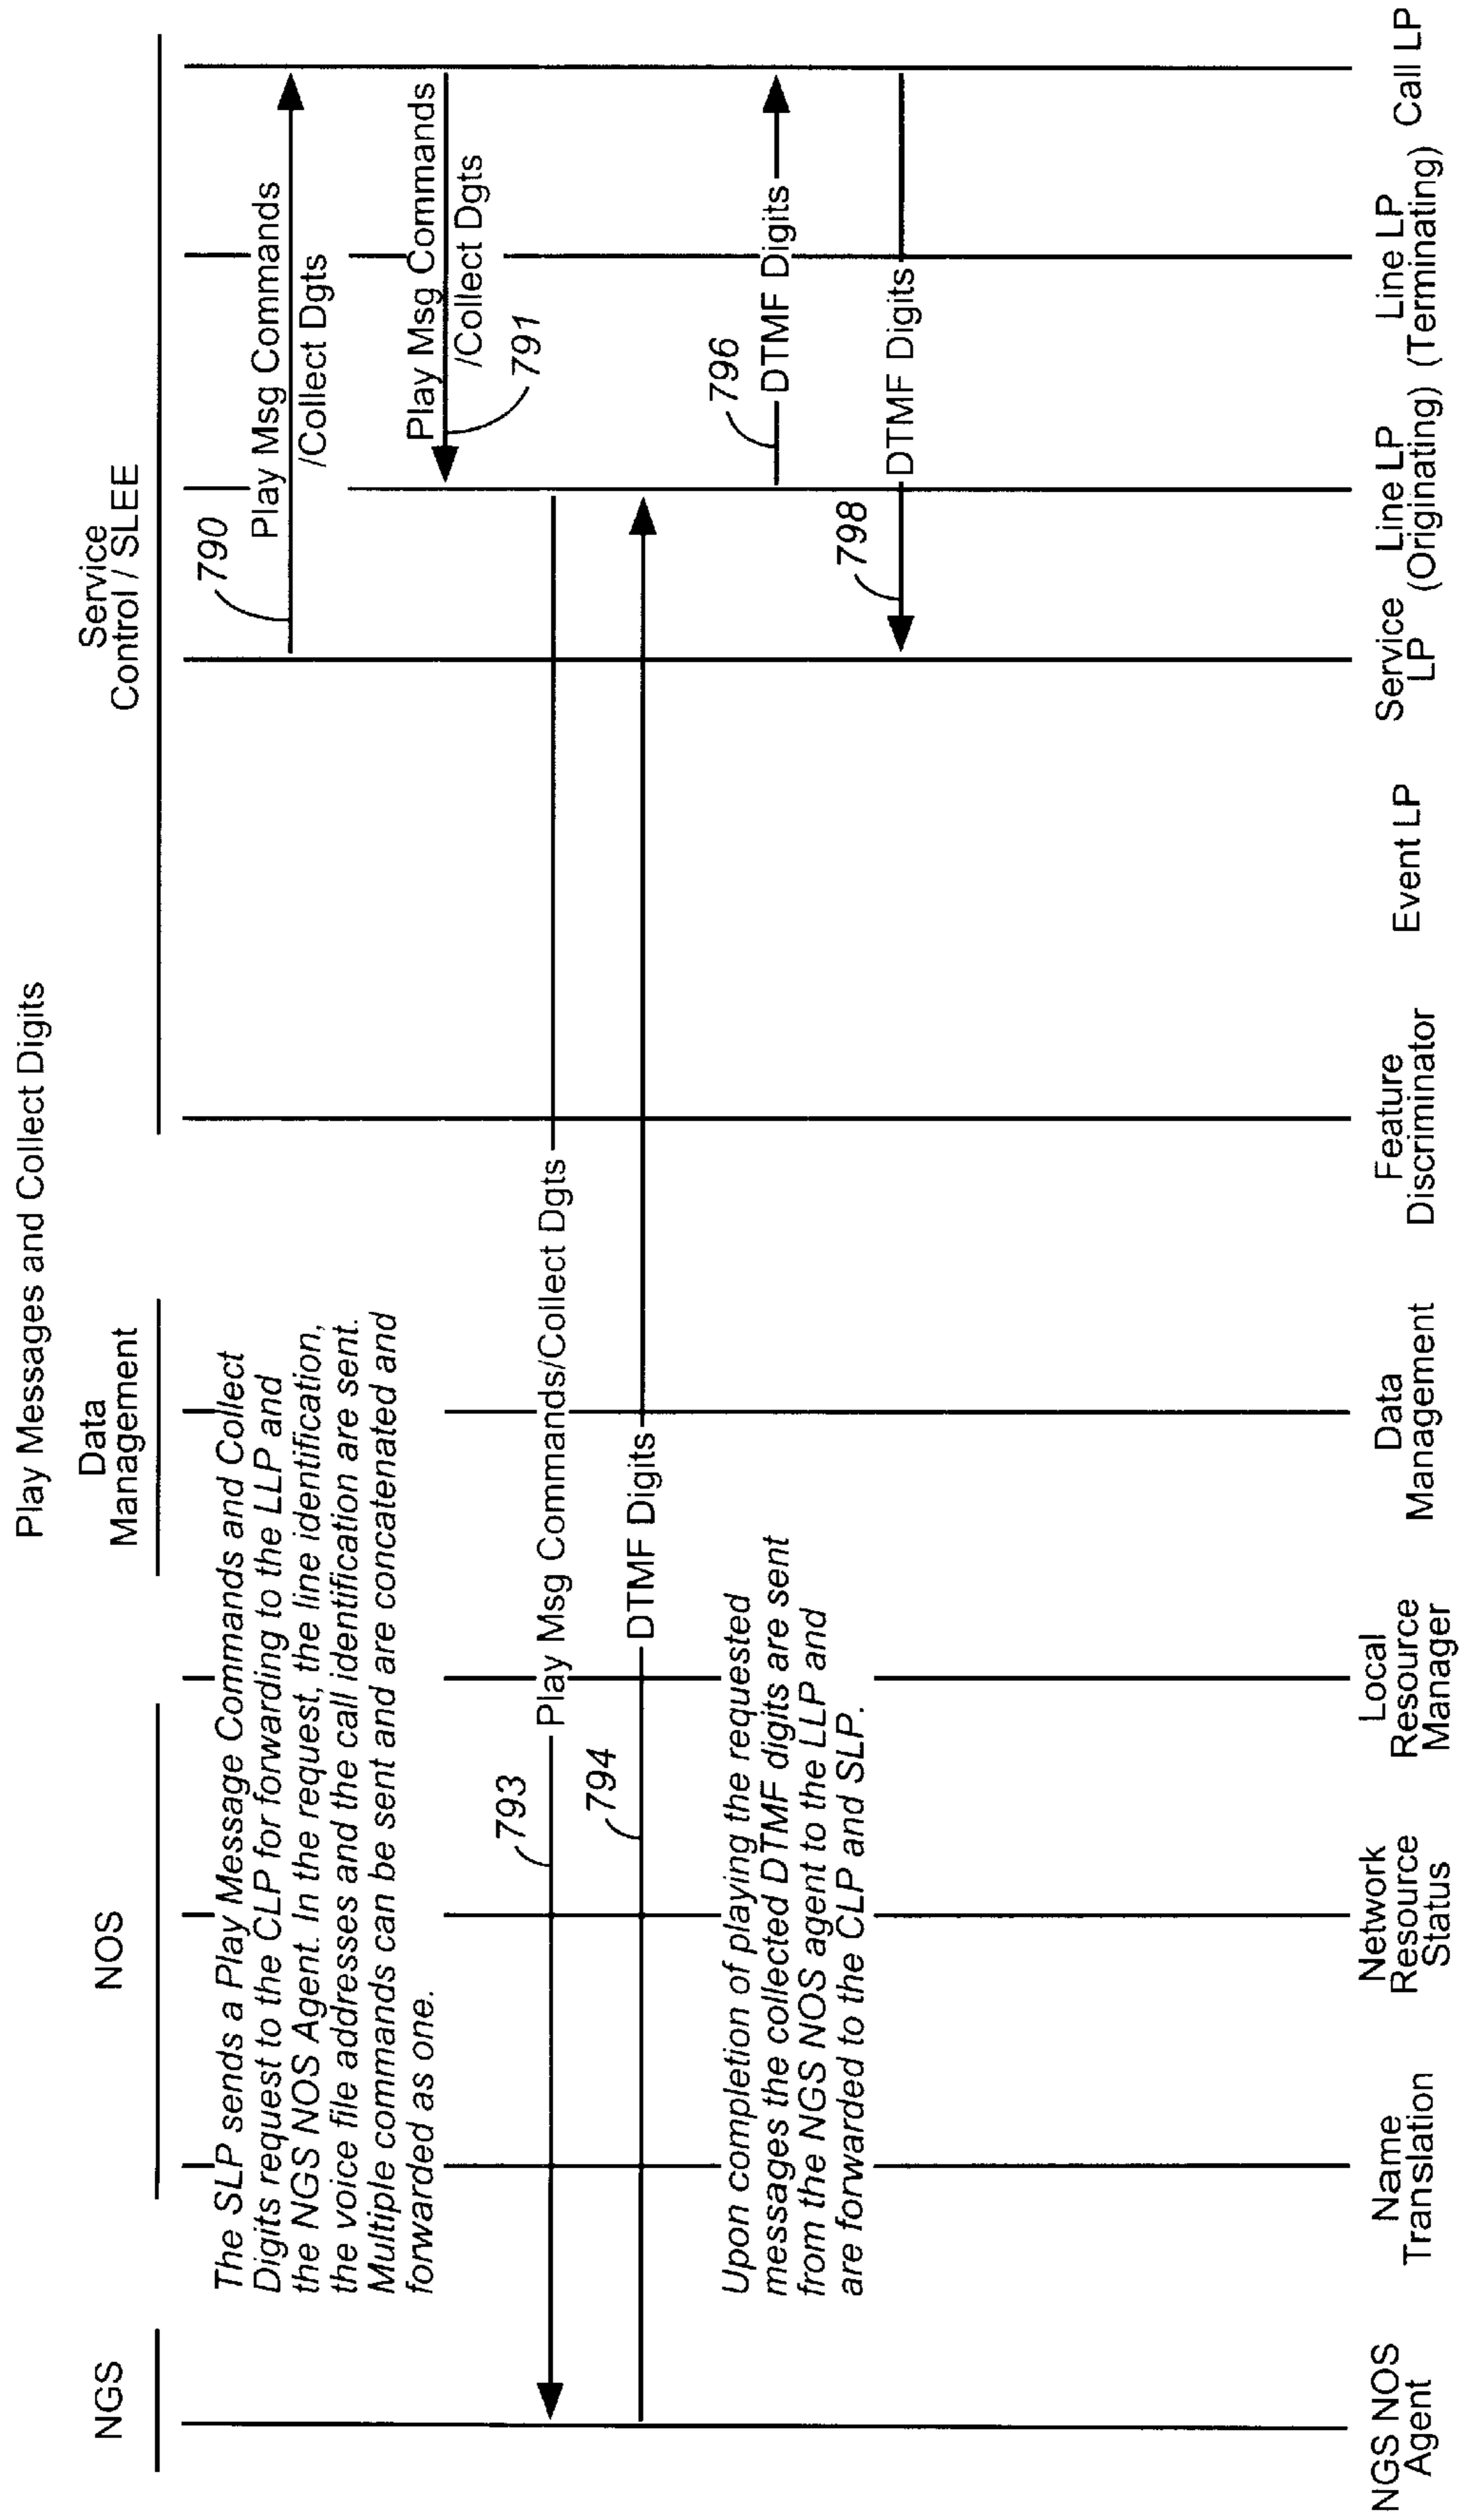 Play Messages and Collect Digits
NGS
NOS
Data
Management
Service
Control / SLEE
The SLP sends a Play Message Commands and Collect
Digits request to the CLP for forwarding to the LLP and
the NGS NOS Agent. In the request, the line identification,
the voice file addresses and the call identification are sent.
Multiple commands can be sent and are concatenated and
forwarded as one.
790
Play Msg Commands
/Collect Dgts
Play Msg Commands
/Collect Dgts
791
793
Play Msg Commands/Collect Dgts
794
DTMF Digits
Upon completion of playing the requested
messages the collected DTMF digits are sent
from the NGS NOS agent to the LLP and
are forwarded to the CLP and SLP.
796
DTMF Digits
798
DTMF Digits
NGS NOS
Agent
Name
Translation
Network
Resource
Status
Local
Resource
Manager
Data
Management
Feature
Discriminator
Event LP
Service
LP
Line LP
(Originating)
Line LP
(Terminating)
Call LP